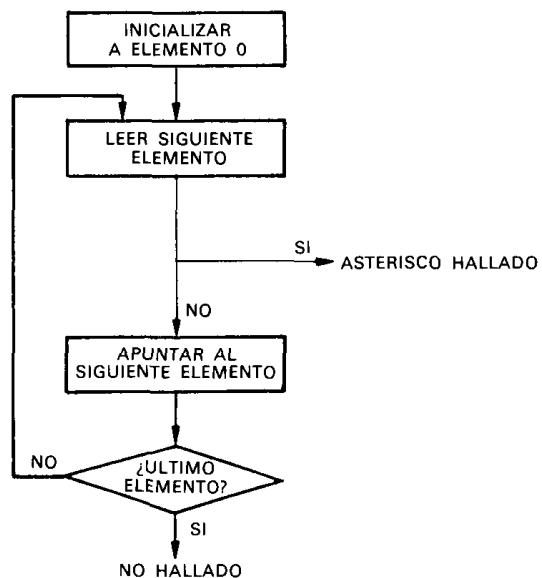 INICIALIZAR
A ELEMENTO 0
LEER SIGUIENTE
ELEMENTO
SI
ASTERISCO HALLADO
NO
APUNTAR AL
SIGUIENTE ELEMENTO
NO
¿ULTIMO
ELEMENTO?
SI
NO HALLADO